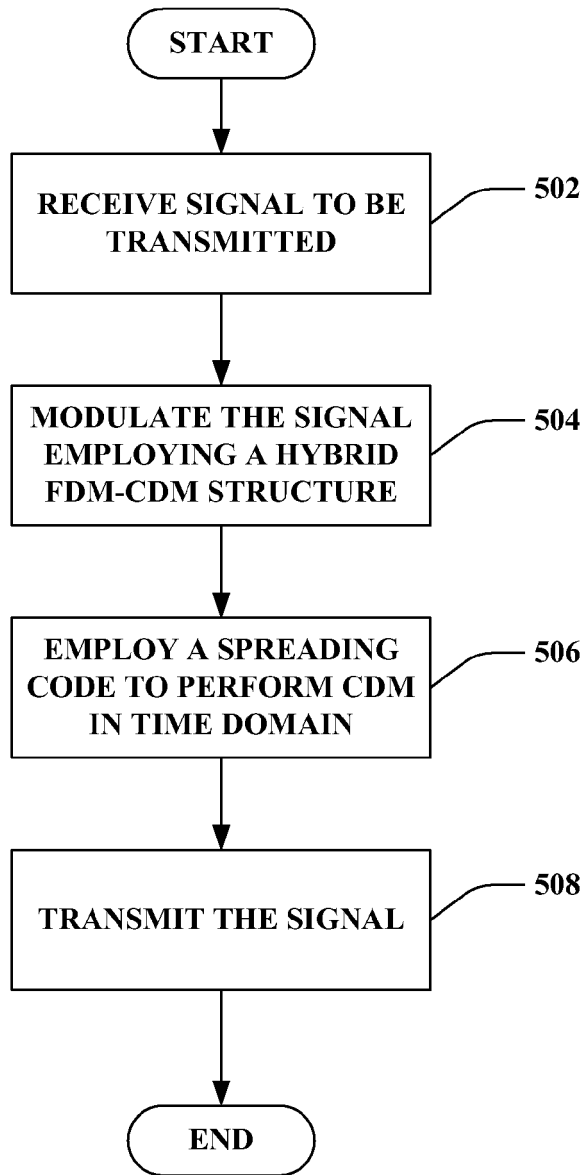 START
RECEIVE SIGNAL TO BE
TRANSMITTED
502
MODULATE THE SIGNAL
EMPLOYING A HYBRID
FDM-CDM STRUCTURE
504
EMPLOY A SPREADING
CODE TO PERFORM CDM
IN TIME DOMAIN
506
TRANSMIT THE SIGNAL
508
END